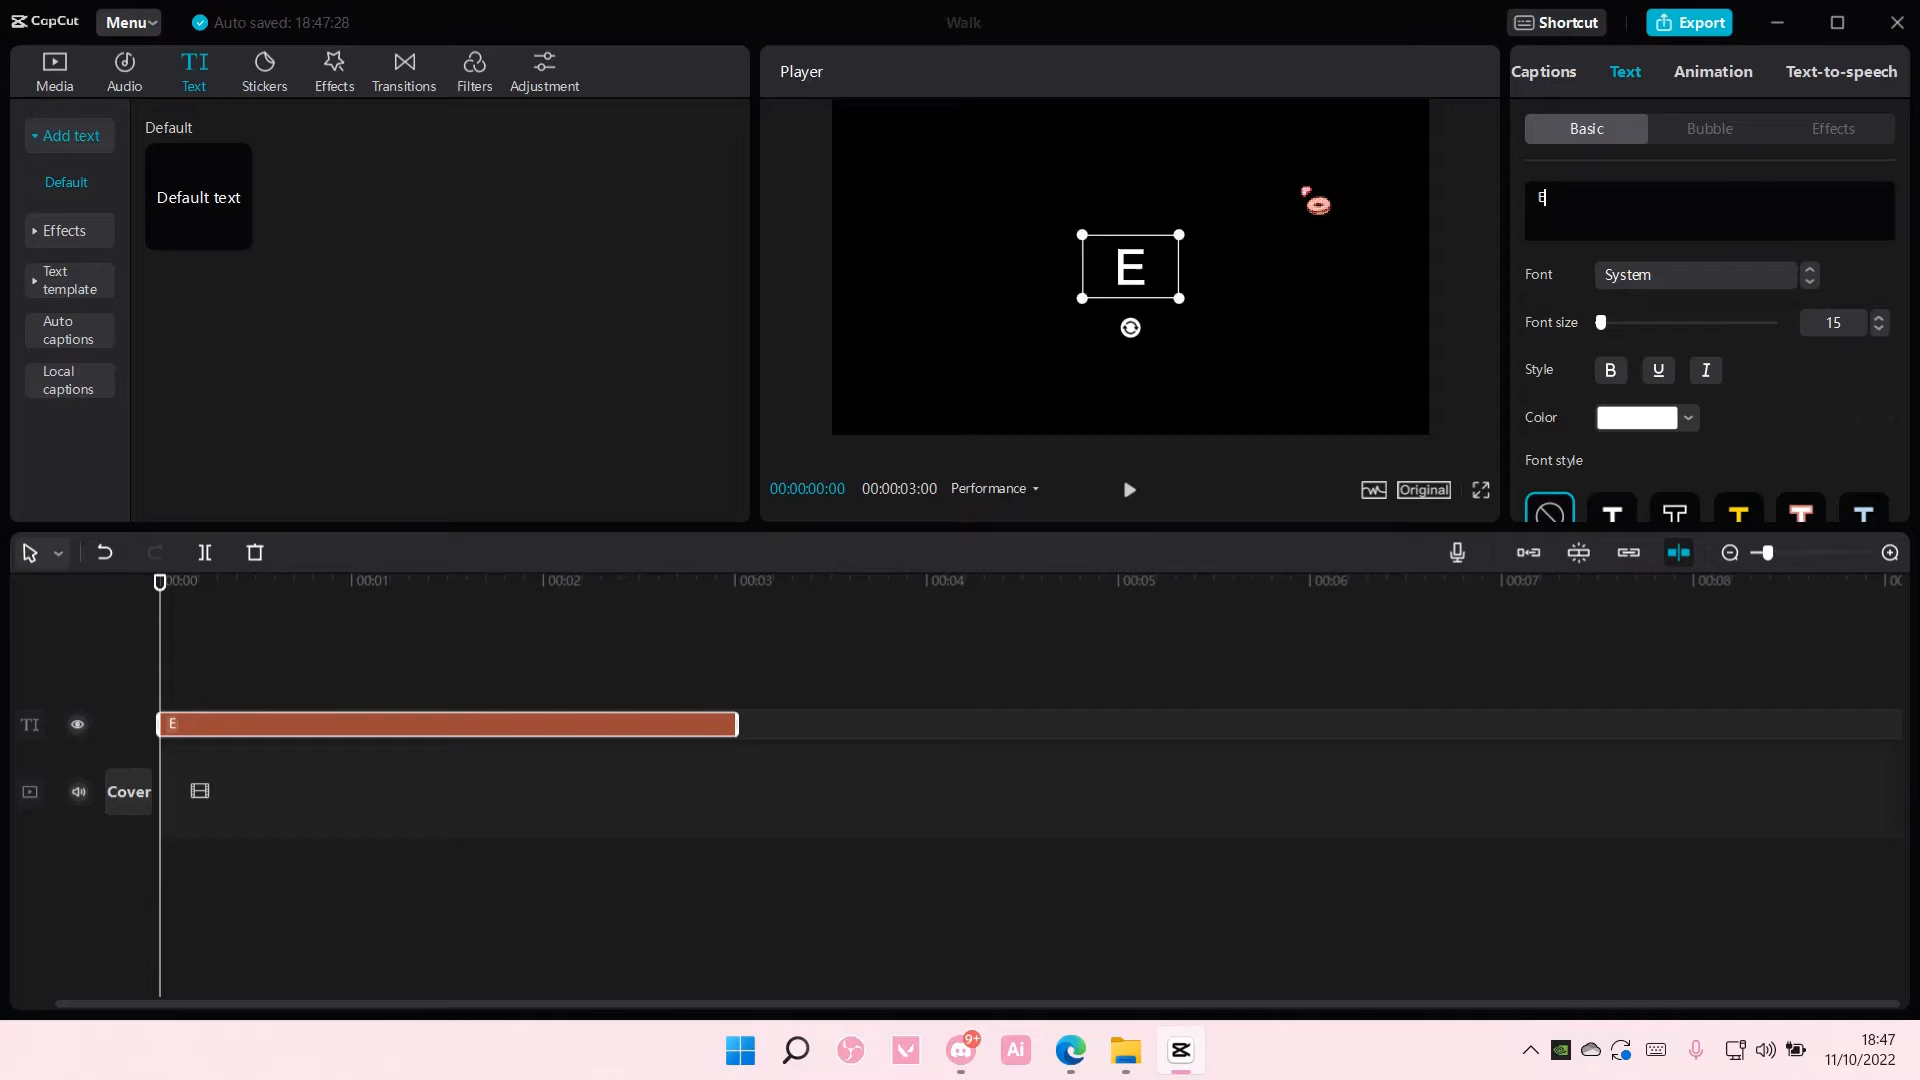 CapCut Menu Auto saved: 18:47:28 Walk Shortcut Export
Media Audio TI Text Stickers Effects Transitions Filters Adjustment
Player
Captions Text Animation Text-to-speech
Add text
Default
Effects
Text
template
Auto
captions
Local
captions
Default
Default text
E
00:00:00:00 00:00:03:00 Performance Original
Basic Bubble Effects
E
Font System
Font size 15
Style B U I
Color
Font style
T T T T T
00:00 00:01 00:02 00:03 00:04 00:05 00:06 00:07 00:08
TI E
Cover
9+
Ai
18:47
11/10/2022